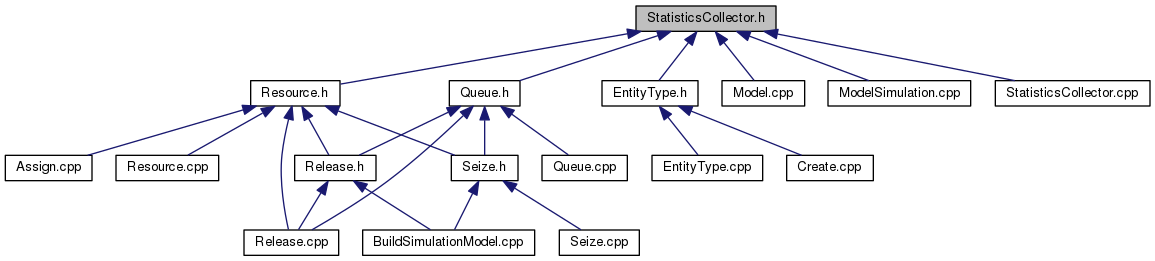 StatisticsCollector.h
Resource.h
Queue.h
EntityType.h
Model.cpp
ModelSimulation.cpp
StatisticsCollector.cpp
Assign.cpp
Resource.cpp
Release.h
Seize.h
Queue.cpp
EntityType.cpp
Create.cpp
Release.cpp
BuildSimulationModel.cpp
Seize.cpp